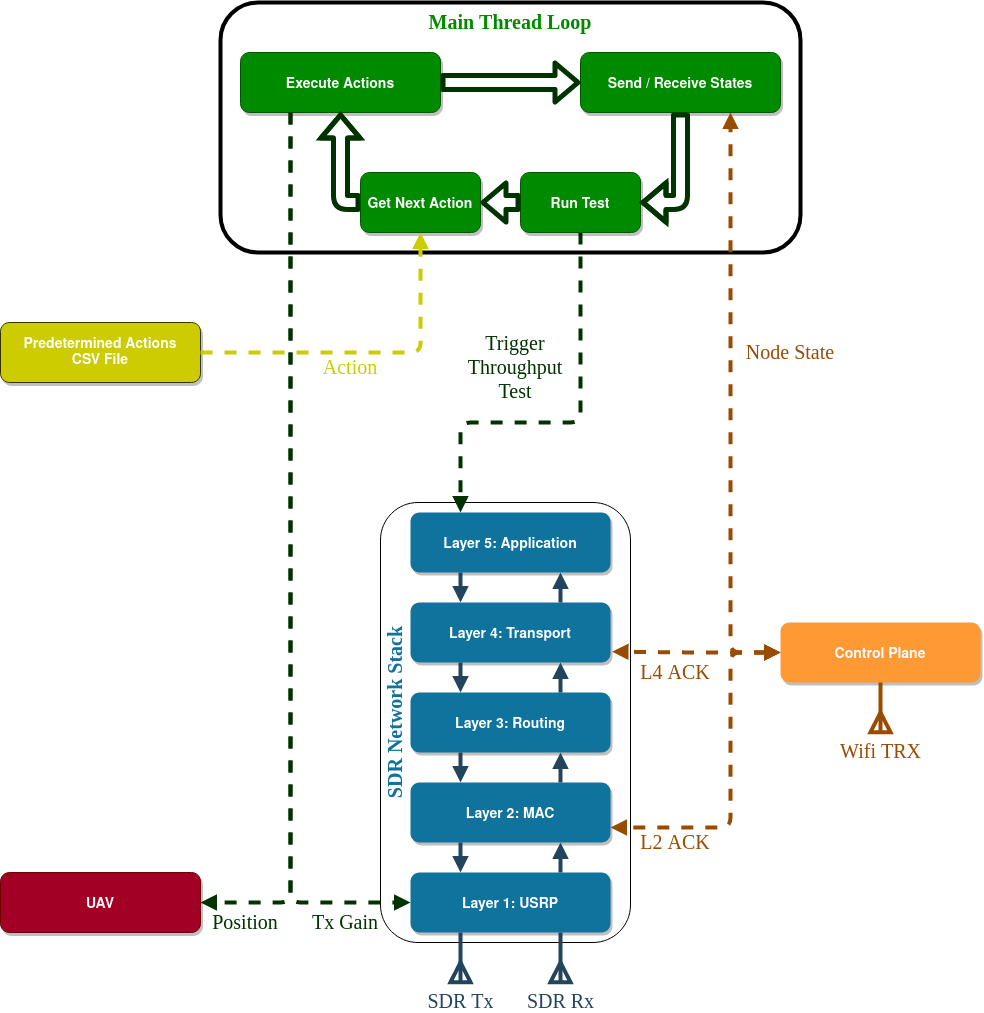 Main Thread Loop
Execute Actions
Send / Receive States
Get Next Action
Run Test
Predetermined Actions
CSV File
Action
Trigger
Throughput
Test
Node State
Layer 5: Application
Layer 4: Transport
Layer 3: Routing
Layer 2: MAC
Layer 1: USRP
SDR Network Stack
L4 ACK
Control Plane
Wifi TRX
L2 ACK
UAV
Position
Tx Gain
SDR Tx
SDR Rx